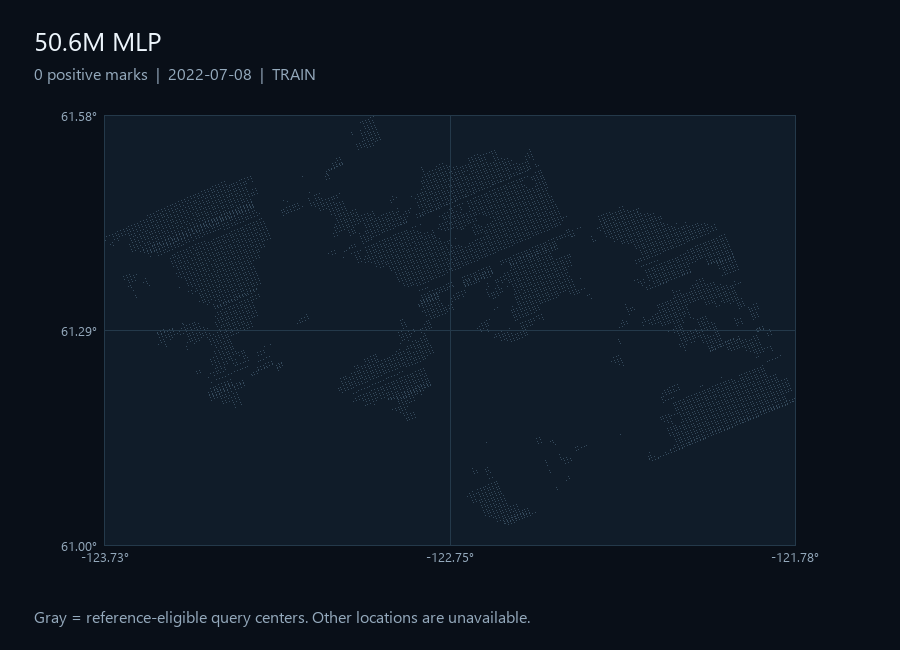 50.6M MLP
0 positive marks | 2022-07-08 | TRAIN
61.58°
61.29°
61.00°
-123.73°
-122.75°
-121.78°
Gray = reference-eligible query centers. Other locations are unavailable.